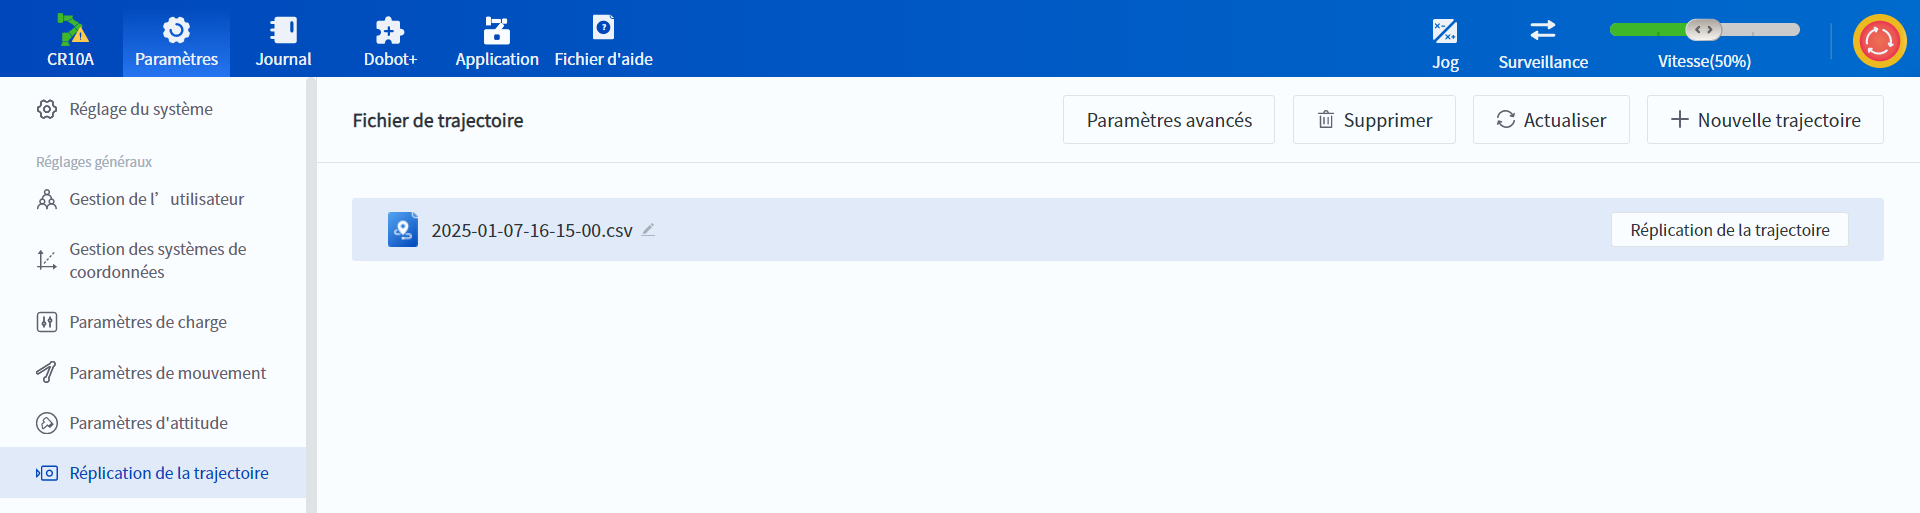 CR10A
Paramètres
Journal
Dobot+
Application
Fichier d'aide
Jog
Surveillance
Vitesse(50%)
Réglage du système
Réglages généraux
Gestion de l’utilisateur
Gestion des systèmes de
coordonnées
Paramètres de charge
Paramètres de mouvement
Paramètres d'attitude
Réplication de la trajectoire
Fichier de trajectoire
Paramètres avancés
Supprimer
Actualiser
Nouvelle trajectoire
2025-01-07-16-15-00.csv
Réplication de la trajectoire